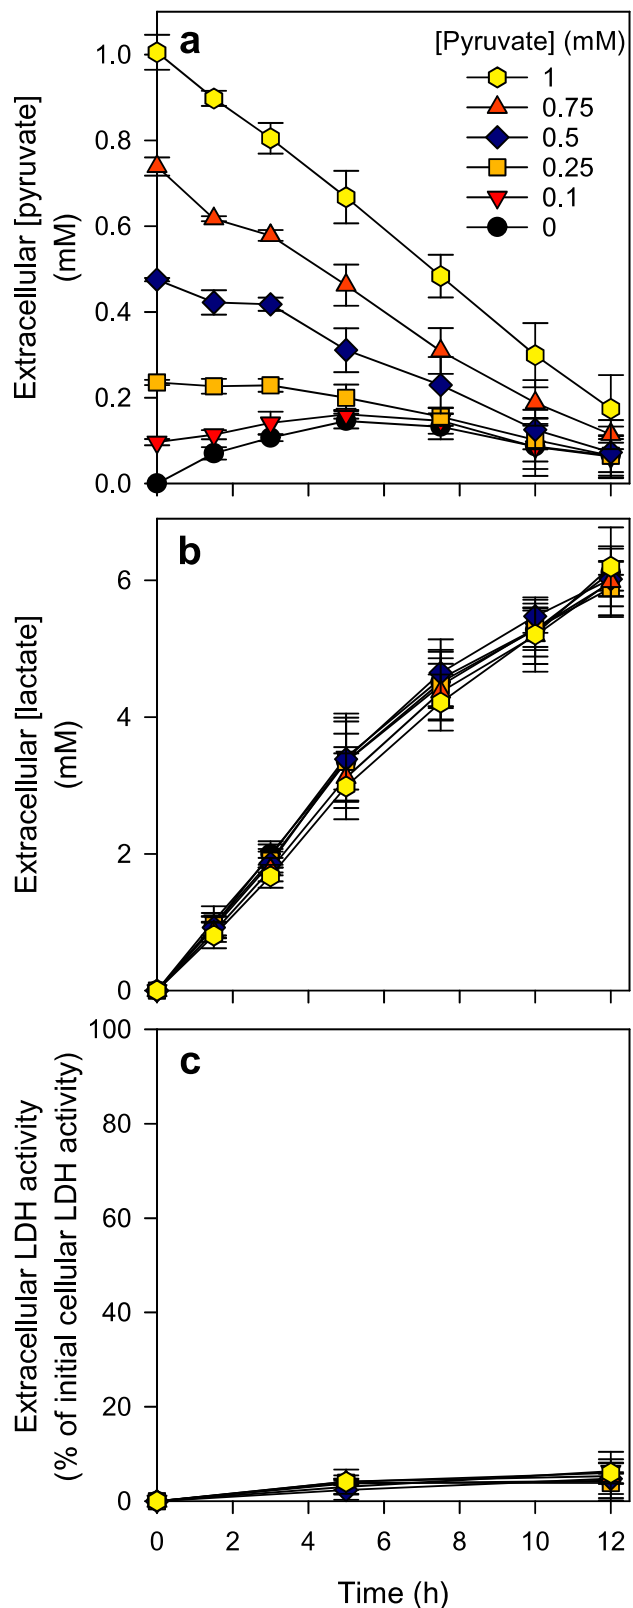 a
[Pyruvate] (mM)
1
0.75
0.5
0.25
0.1
0
1.0
0.8
0.6
0.4
0.2
0.0
Extracellular [pyruvate]
(mM)
b
6
4
2
0
Extracellular [lactate]
(mM)
c
100
80
60
40
20
0
Extracellular LDH activity
(% of initial cellular LDH activity)
0 2 4 6 8 10 12
Time (h)